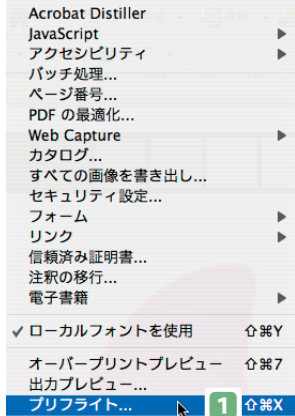 Acrobat Distiller
JavaScript ▶
アクセシビリティ ▶
バッチ処理...
ページ番号...
PDF の最適化...
Web Capture ▶
カタログ...
すべての画像を書き出し...
セキュリティ設定...
フォーム ▶
リンク ▶
信頼済み証明書...
注釈の移行...
電子書籍 ▶
✓ ローカルフォントを使用 ⇧⌘Y
オーバープリントプレビュー ⇧⌘7
出力プレビュー...
プリフライト... 1 ⇧⌘X